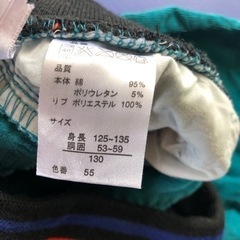 品質
本体 綿 95%
ポリウレタン 5%
リブ ポリエステル 100%
サイズ
身長 125~135
胴囲 53~59
130
色番 55